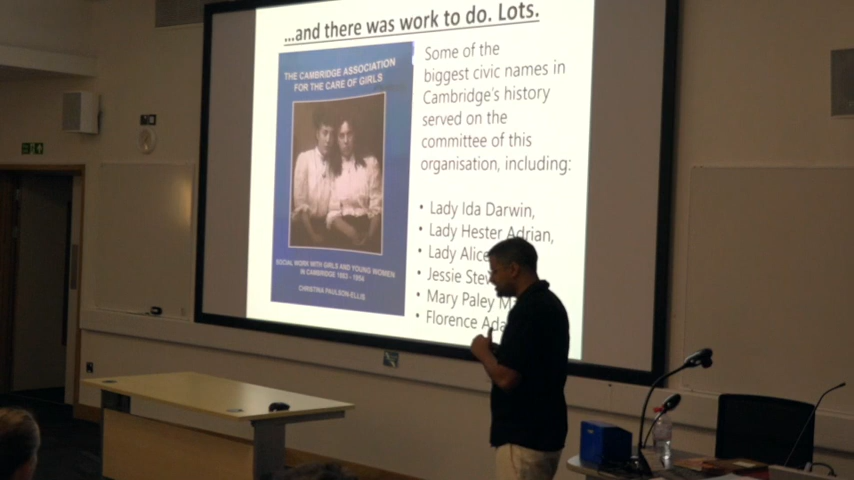 ...and there was work to do. Lots.
THE CAMBRIDGE ASSOCIATION
FOR THE CARE OF GIRLS
SOCIAL WORK WITH GIRLS AND YOUNG WOMEN
IN CAMBRIDGE 1883 - 1954
CHRISTINA PAULSON-ELLIS
Some of the
biggest civic names in
Cambridge's history
served on the
committee of this
organisation, including:
• Lady Ida Darwin,
• Lady Hester Adrian,
• Lady Alice
• Jessie Stew
• Mary Paley M
• Florence Ada